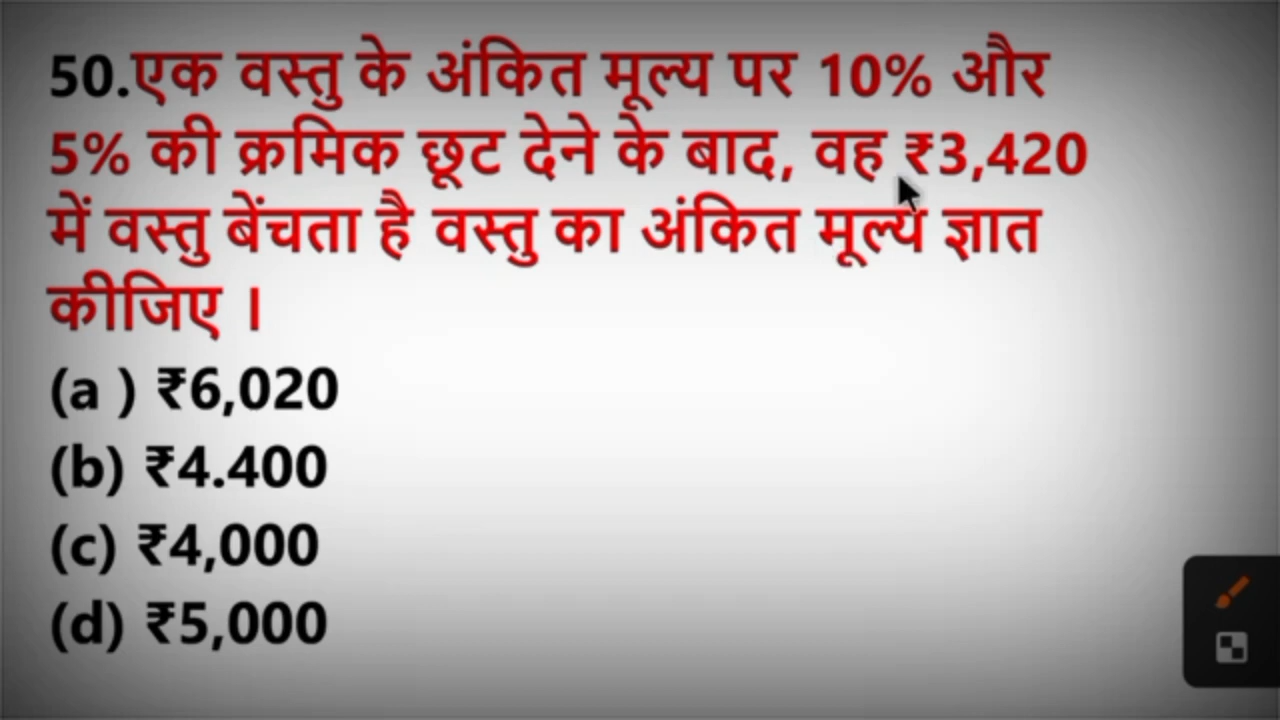 50.एक वस्तु के अंकित मूल्य पर 10% और
5% की क्रमिक छूट देने के बाद, वह ₹3,420
में वस्तु बेंचता है वस्तु का अंकित मूल्य ज्ञात
कीजिए ।
(a ) ₹6,020
(b) ₹4.400
(c) ₹4,000
(d) ₹5,000